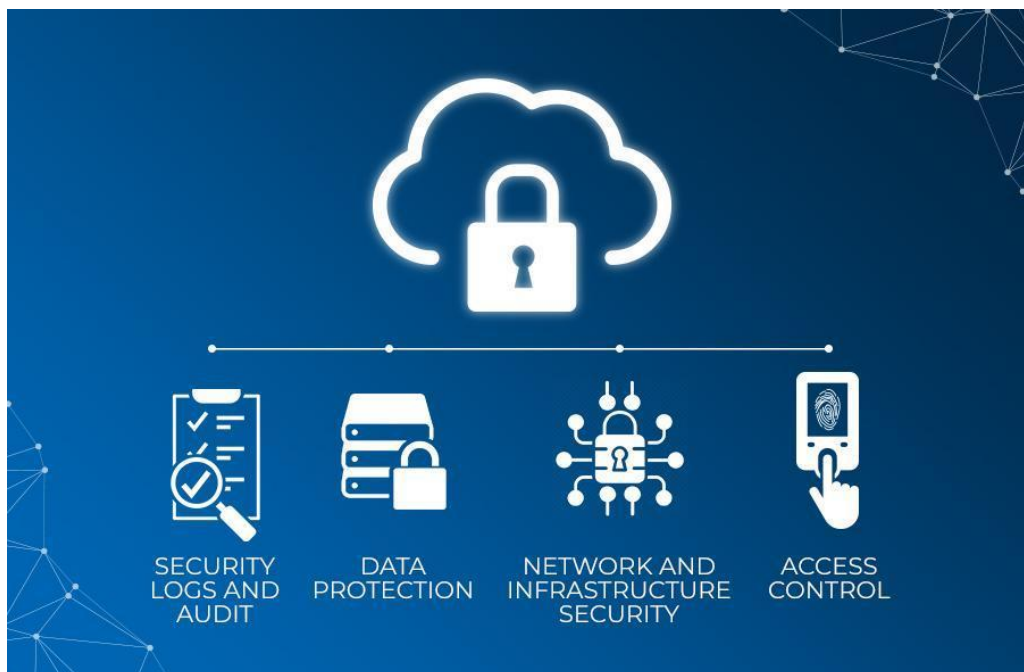 SECURITY
LOGS AND
AUDIT
DATA
PROTECTION
NETWORK AND
INFRASTRUCTURE
SECURITY
ACCESS
CONTROL